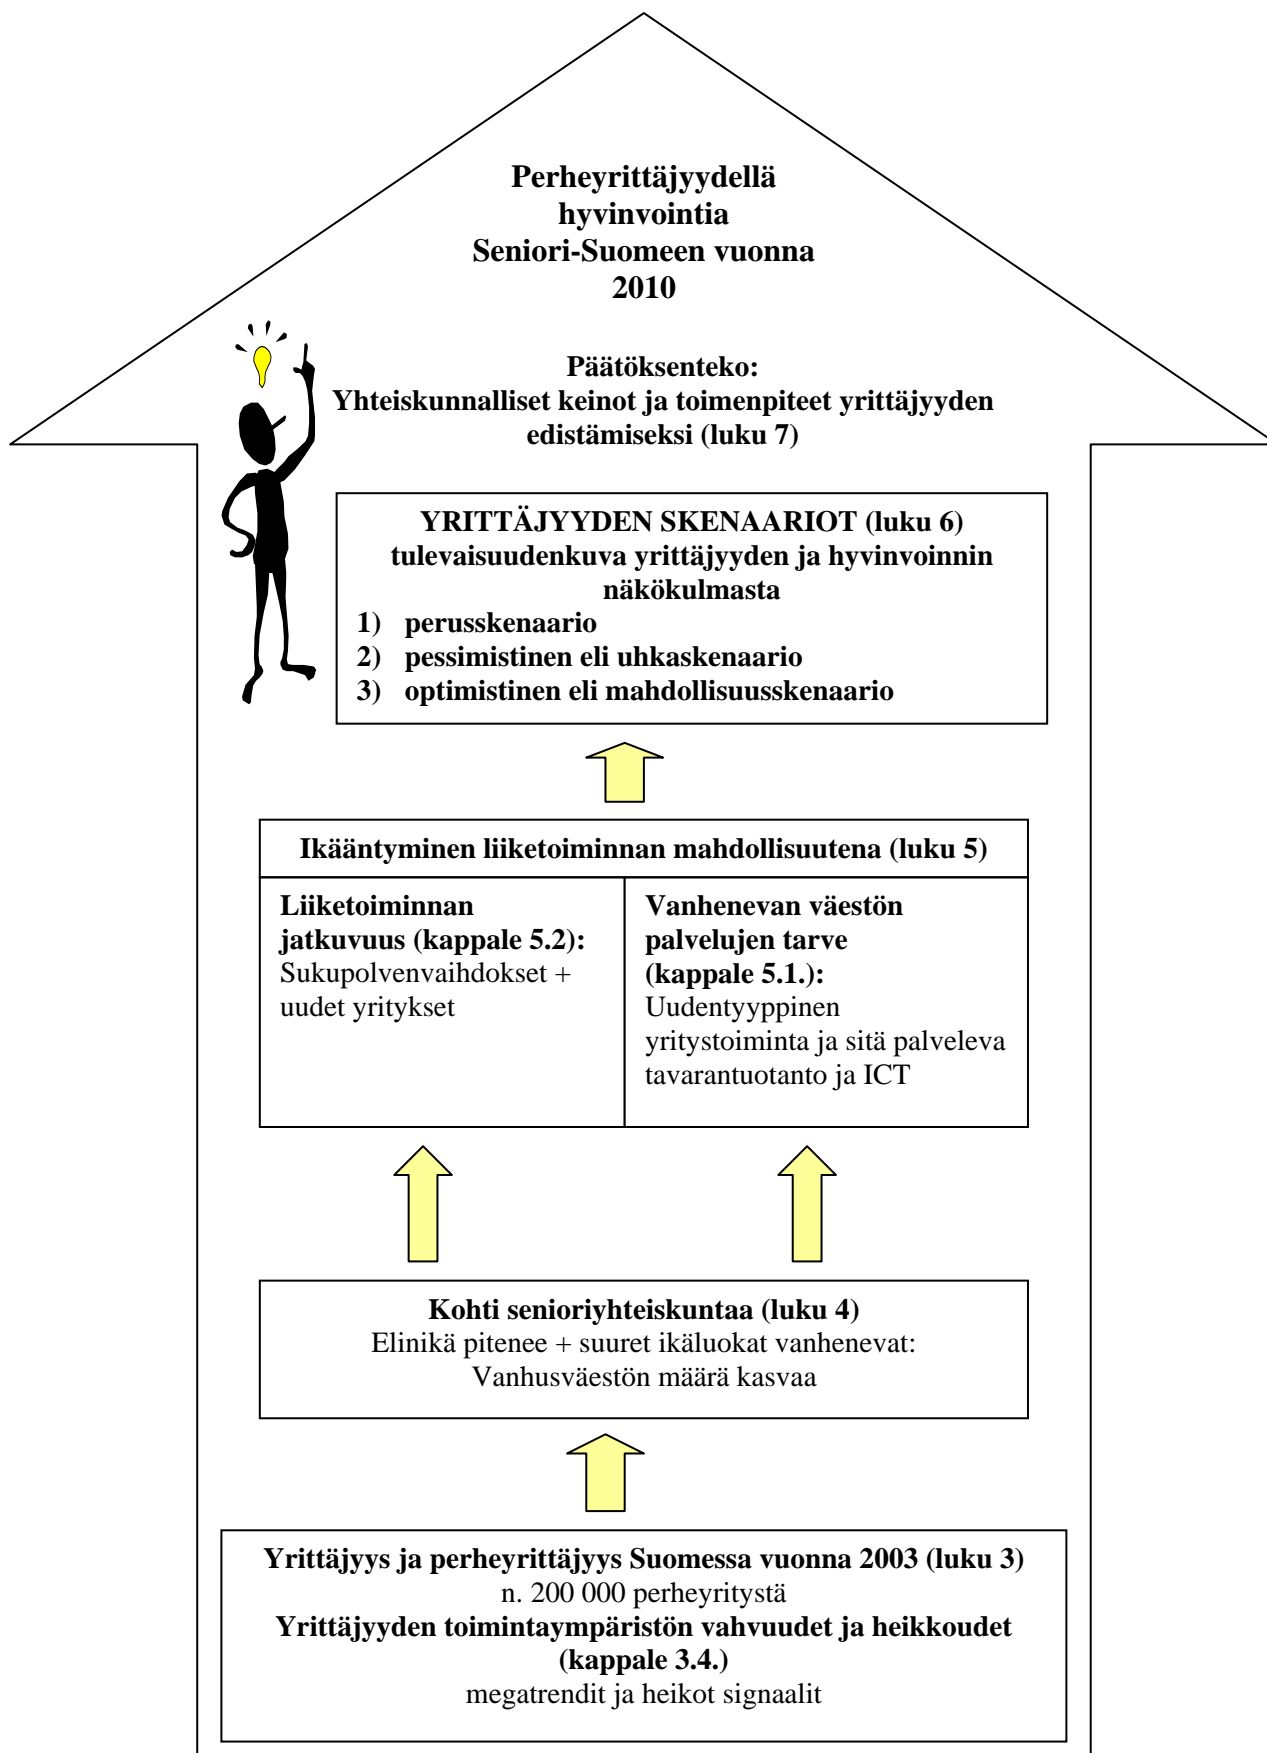 Perheyrittäjyydellä
hyvinvointia
Seniori-Suomeen vuonna
2010
Päätöksenteko:
Yhteiskunnalliset keinot ja toimenpiteet yrittäjyyden
edistämiseksi (luku 7)
YRITTÄJYYDEN SKENAARIOT (luku 6)
tulevaisuudenkuva yrittäjyyden ja hyvinvoinnin
näkökulmasta
1) perusskenaario
2) pessimistinen eli uhkaskenaario
3) optimistinen eli mahdollisuusskenaario
Ikääntyminen liiketoiminnan mahdollisuutena (luku 5)
Liiketoiminnan
jatkuvuus (kappale 5.2):
Sukupolvenvaihdokset +
uudet yritykset
Vanhenevan väestön
palvelujen tarve
(kappale 5.1.):
Uudentyyppinen
yritystoiminta ja sitä palveleva
tavarantuotanto ja ICT
Kohti senioriyhteiskuntaa (luku 4)
Elinikä pitenee + suuret ikäluokat vanhenevat:
Vanhusväestön määrä kasvaa
Yrittäjyys ja perheyrittäjyys Suomessa vuonna 2003 (luku 3)
n. 200 000 perheyritystä
Yrittäjyyden toimintaympäristön vahvuudet ja heikkoudet
(kappale 3.4.)
megatrendit ja heikot signaalit